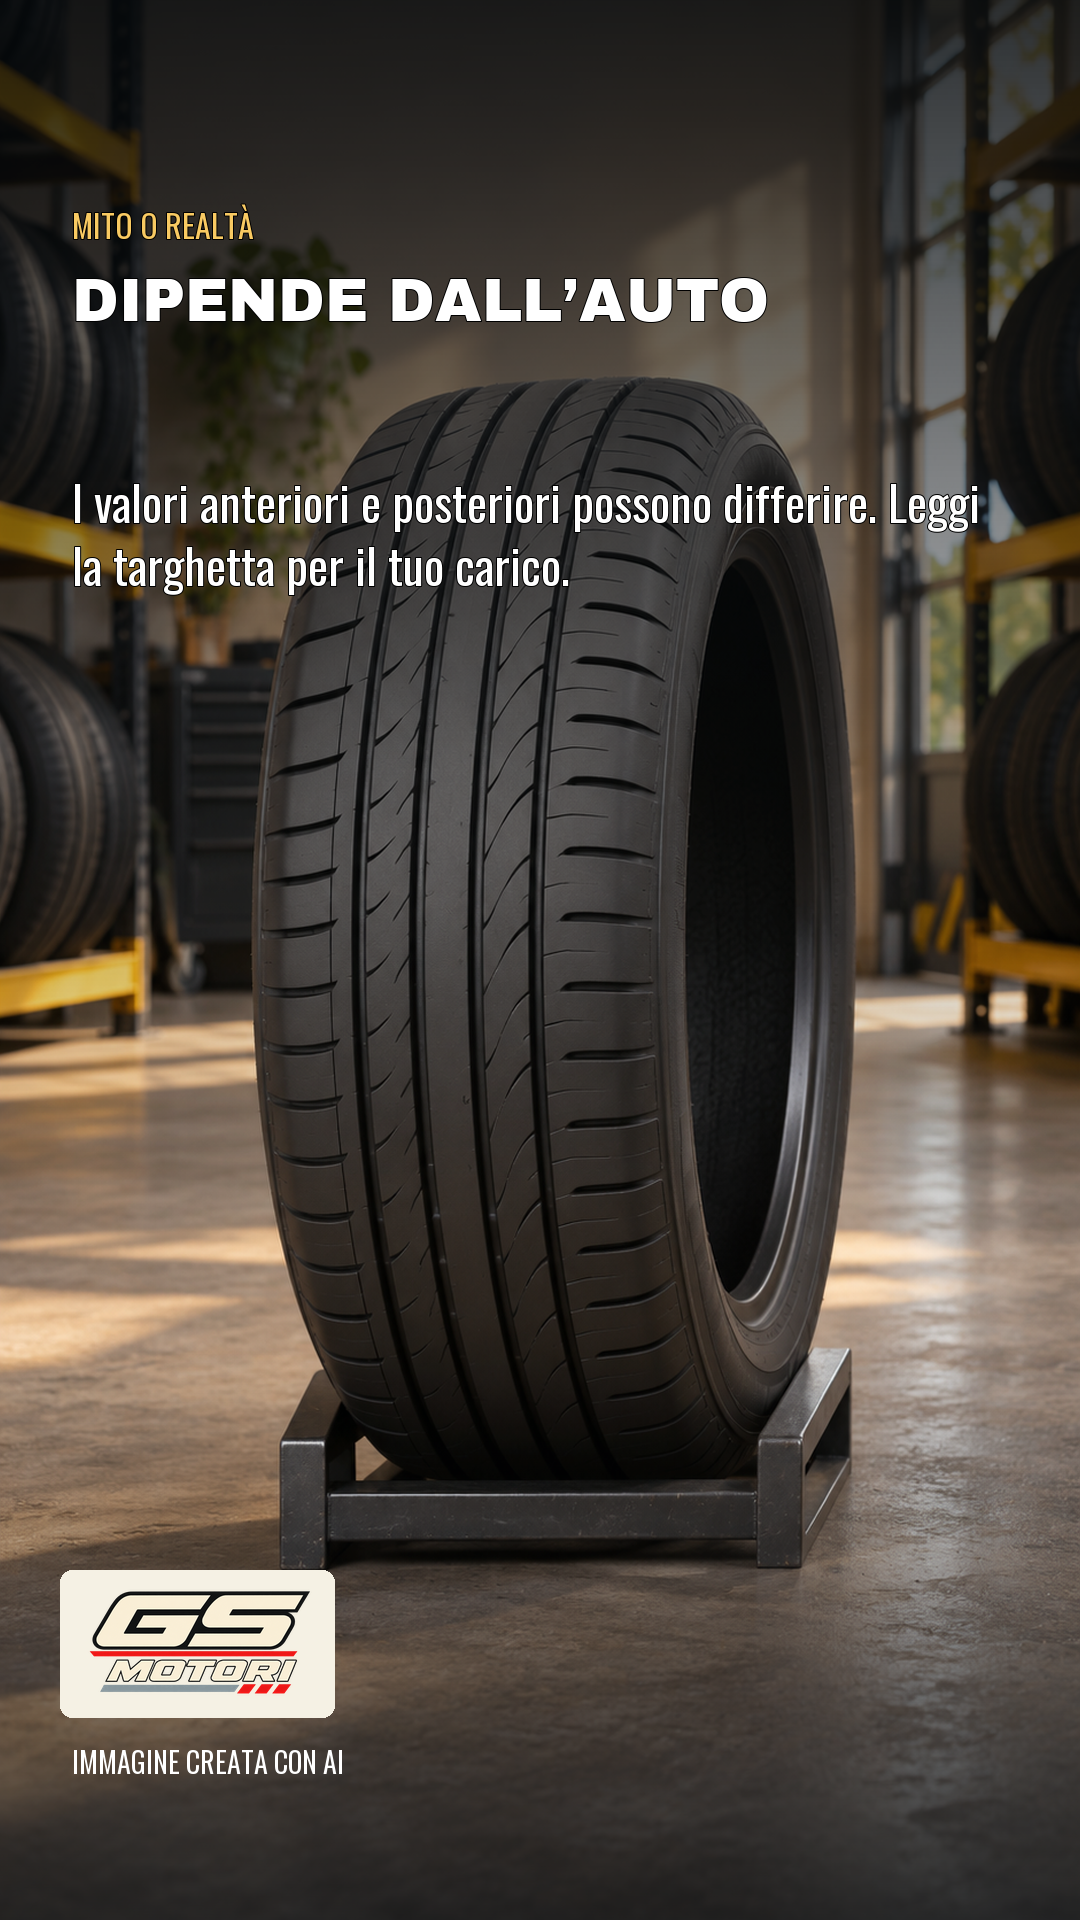 MITO O REALTÀ
DIPENDE DALL’AUTO
I valori anteriori e posteriori possono differire. Leggi
la targhetta per il tuo carico.
GS
MOTORI
IMMAGINE CREATA CON AI